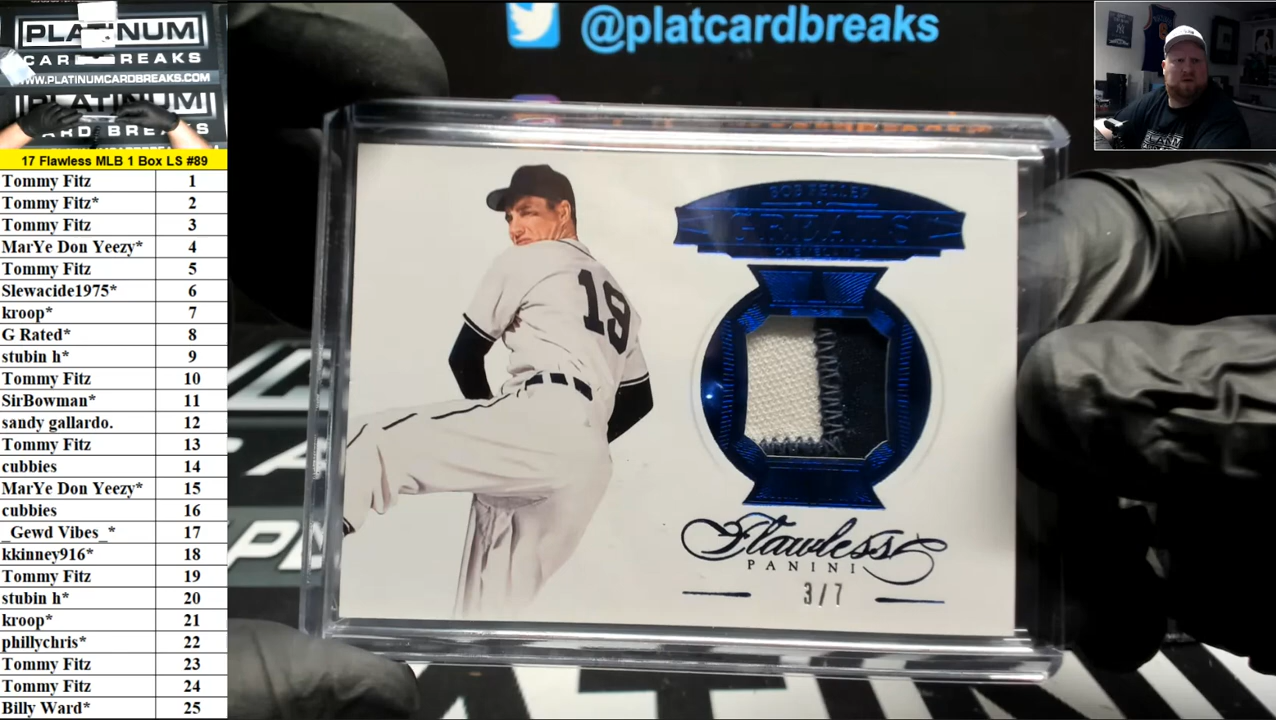 PLATINUM
CARD BREAKS
WWW.PLATINUMCARDBREAKS.COM
PLATINUM
CARD BREAKS
17 Flawless MLB 1 Box LS #89
Tommy Fitz 1
Tommy Fitz* 2
Tommy Fitz 3
MarYe Don Yeezy* 4
Tommy Fitz 5
Slewacide1975* 6
kroop* 7
G Rated* 8
stubin h* 9
Tommy Fitz 10
SirBowman* 11
sandy gallardo. 12
Tommy Fitz 13
cubbies 14
MarYe Don Yeezy* 15
cubbies 16
_Gewd Vibes_* 17
kkinney916* 18
Tommy Fitz 19
stubin h* 20
kroop* 21
phillychris* 22
Tommy Fitz 23
Tommy Fitz 24
Billy Ward* 25
@platcardbreaks
BOB FELLER
GREATS
CLEVELAND
19
Flawless
PANINI
3/7